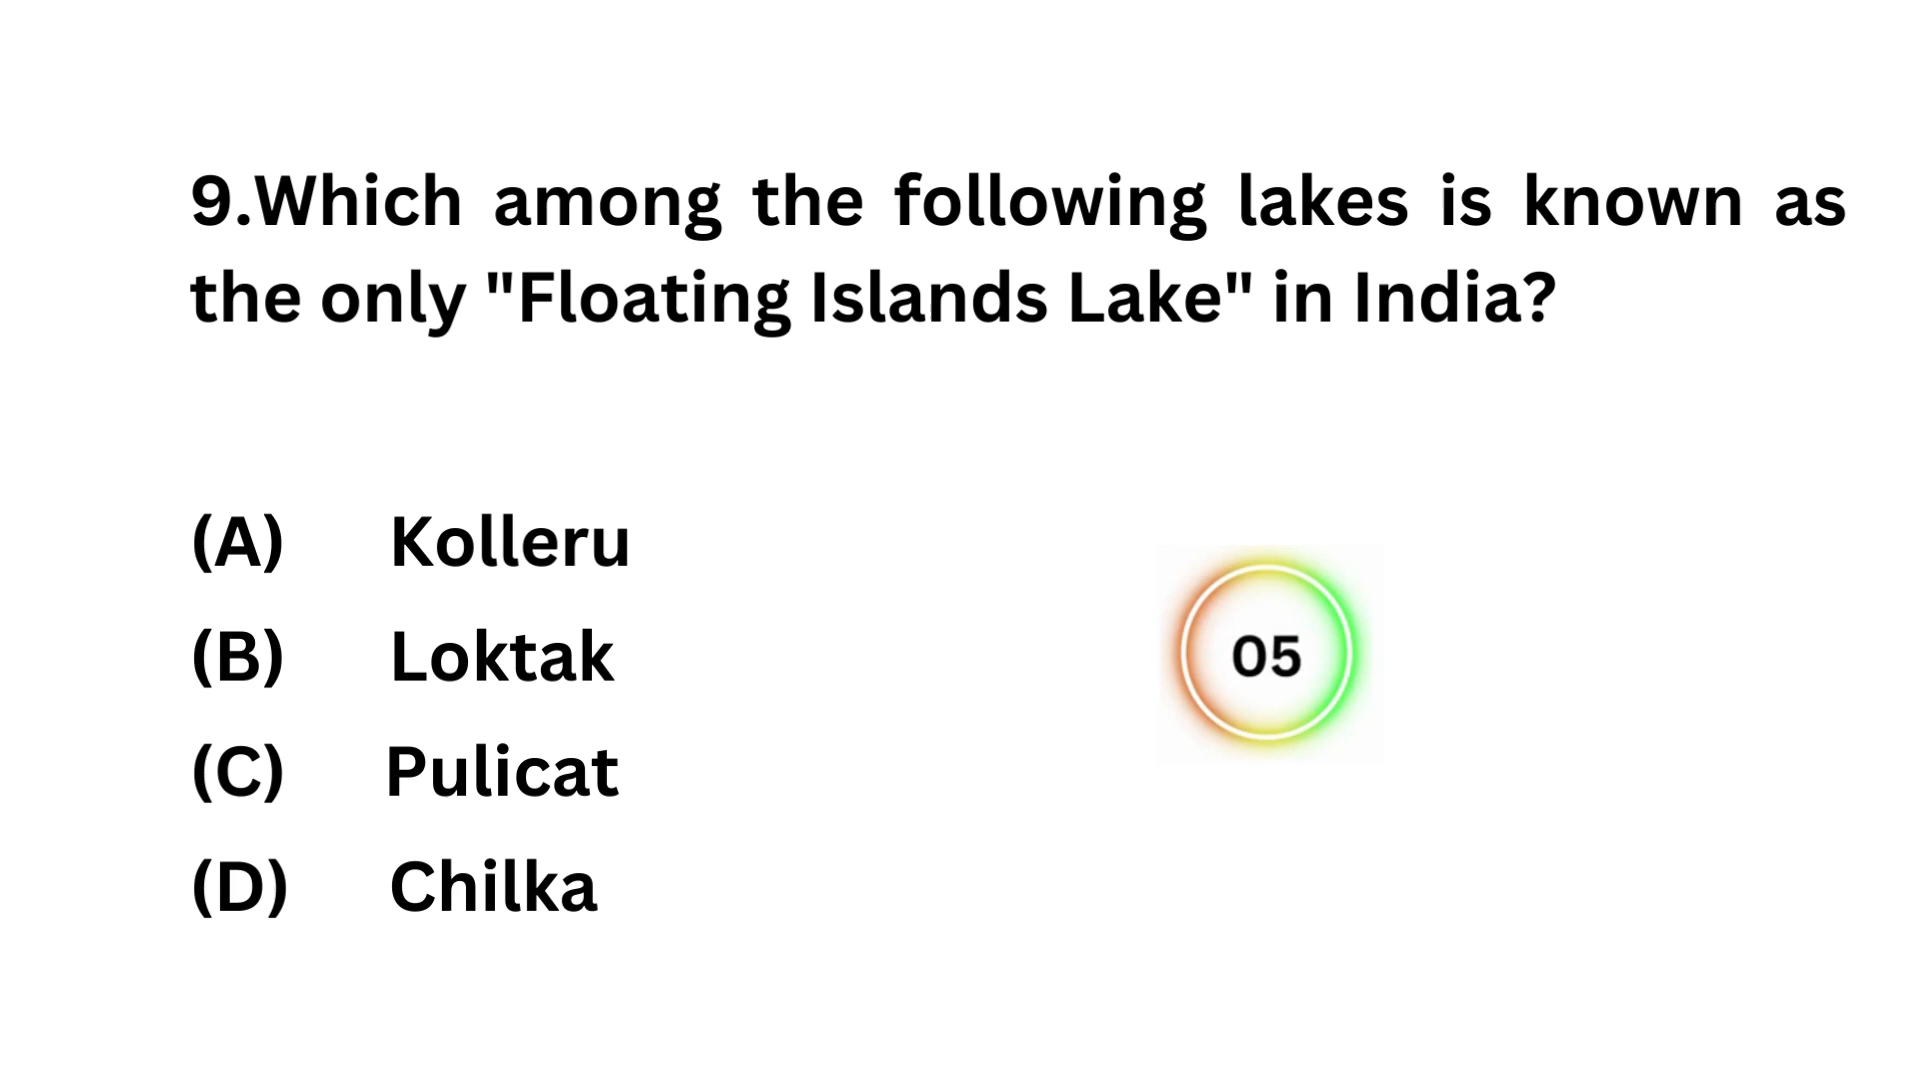 9.Which among the following lakes is known as
the only "Floating Islands Lake" in India?
(A) Kolleru
(B) Loktak
05
(C) Pulicat
(D) Chilka